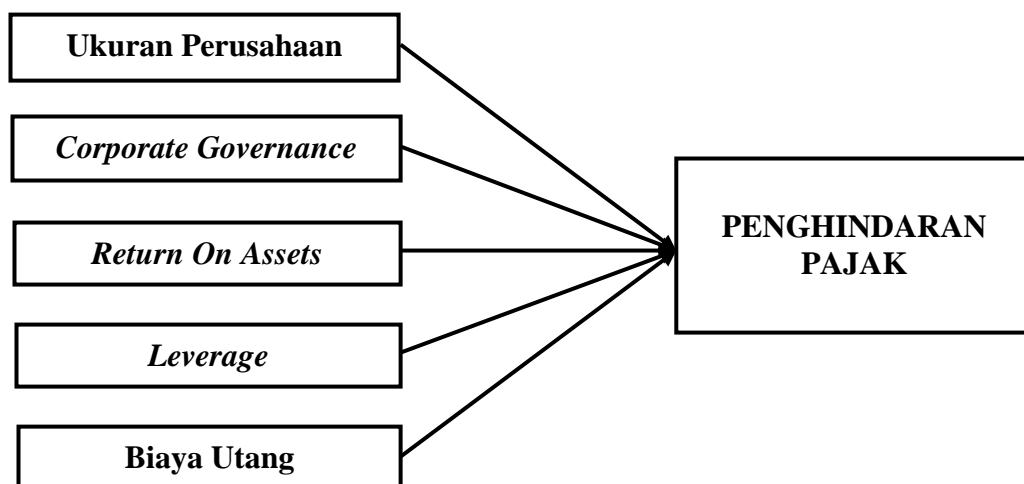 Ukuran Perusahaan
Corporate Governance
Return On Assets
Leverage
Biaya Utang
PENGHINDARAN
PAJAK